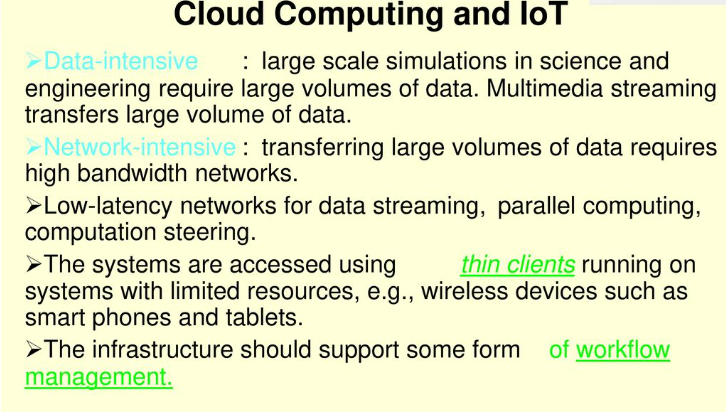 Cloud Computing and IoT
➢Data-intensive : large scale simulations in science and
engineering require large volumes of data. Multimedia streaming
transfers large volume of data.
➢Network-intensive : transferring large volumes of data requires
high bandwidth networks.
➢Low-latency networks for data streaming, parallel computing,
computation steering.
➢The systems are accessed using thin clients running on
systems with limited resources, e.g., wireless devices such as
smart phones and tablets.
➢The infrastructure should support some form of workflow
management.